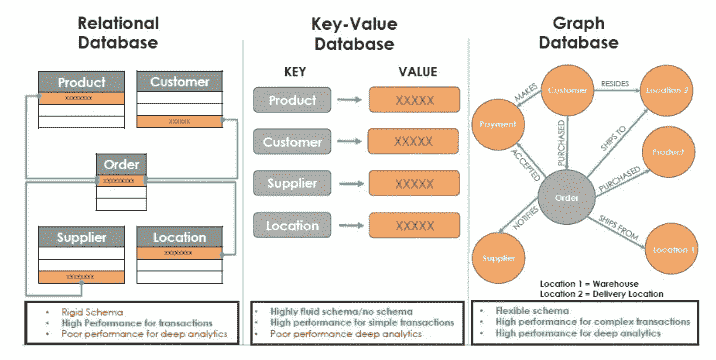 Relational
Database
Product
XXXXXXX
Customer
XXXXX
Order
XXXXXXXX
Supplier
XXXXXXX
Location
XXXXXXXX
Rigid Schema
High Performance for transactions
Poor performance for deep analytics
Key-Value
Database
KEY VALUE
Product XXXXX
Customer XXXXX
Supplier XXXXX
Location XXXXX
Highly fluid schema/no schema
High performance for simple transactions
Poor performance deep analytics
Graph
Database
Customer
RESIDES
Location 2
MAKES
Payment
PURCHASED
ACCEPTED
SHIPS TO
Product
PURCHASED
Order
NOTIFIES
SHIPS FROM
Supplier
Location 1
Location 1 = Warehouse
Location 2 = Delivery Location
Flexible schema
High performance for complex transactions
High performance for deep analytics